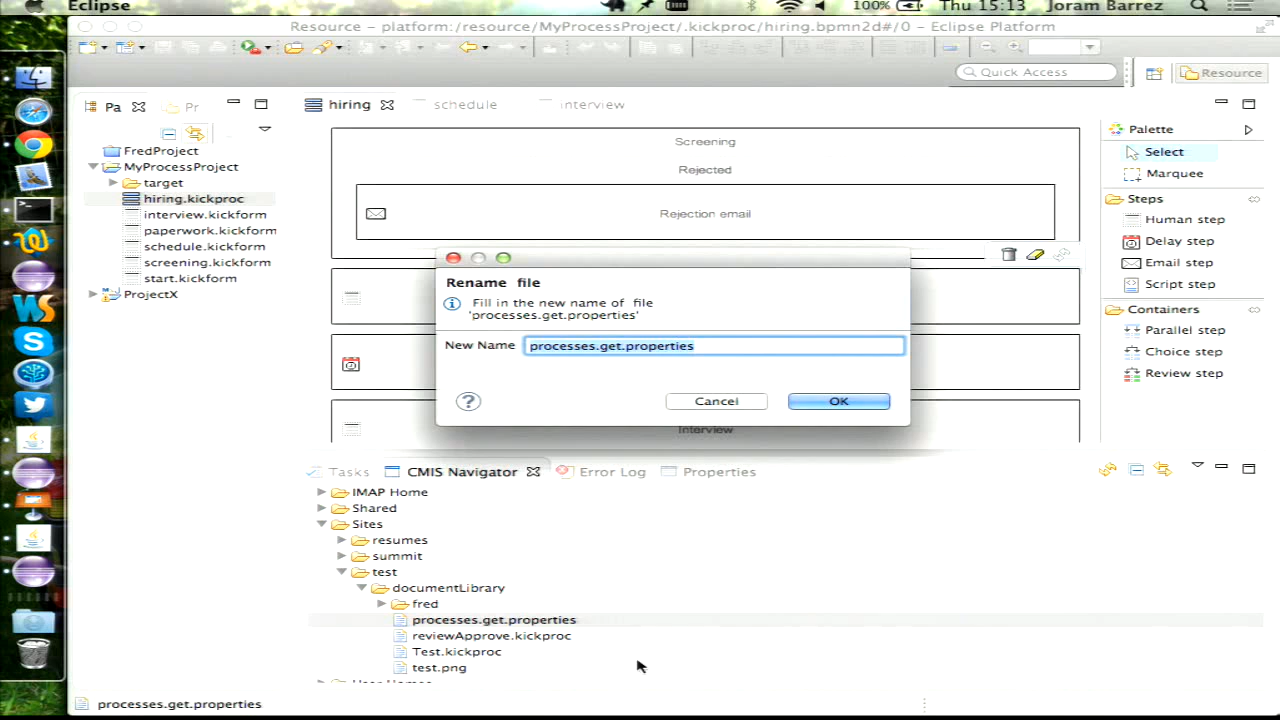 Eclipse
100%
Thu 15:13
Joram Barrez
Resource - platform:/resource/MyProcessProject/.kickproc/hiring.bpmn2d#/0 - Eclipse Platform
Quick Access
Resource
Pa
Pr
hiring
schedule
interview
FredProject
MyProcessProject
target
hiring.kickproc
interview.kickform
paperwork.kickform
schedule.kickform
screening.kickform
start.kickform
ProjectX
Screening
Rejected
Rejection email
Interview
Palette
Select
Marquee
Steps
Human step
Delay step
Email step
Script step
Containers
Parallel step
Choice step
Review step
Rename file
Fill in the new name of file
'processes.get.properties'
New Name
processes.get.properties
Cancel
OK
Tasks
CMIS Navigator
Error Log
Properties
IMAP Home
Shared
Sites
resumes
summit
test
documentLibrary
fred
processes.get.properties
reviewApprove.kickproc
Test.kickproc
test.png
processes.get.properties